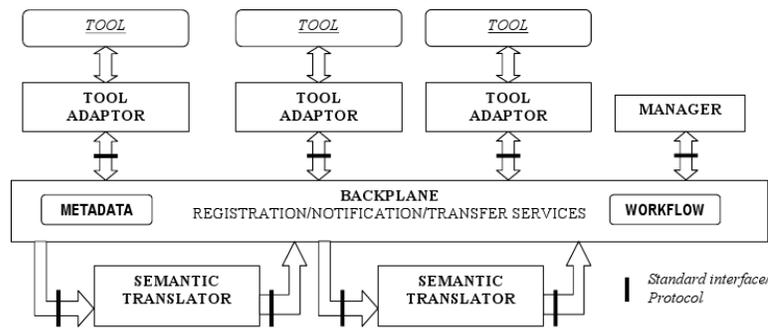 TOOL
TOOL
TOOL
TOOL
ADAPTOR
TOOL
ADAPTOR
TOOL
ADAPTOR
MANAGER
BACKPLANE
METADATA
REGISTRATION/NOTIFICATION/TRANSFER SERVICES
WORKFLOW
SEMANTIC
TRANSLATOR
SEMANTIC
TRANSLATOR
Standard interface/
Protocol